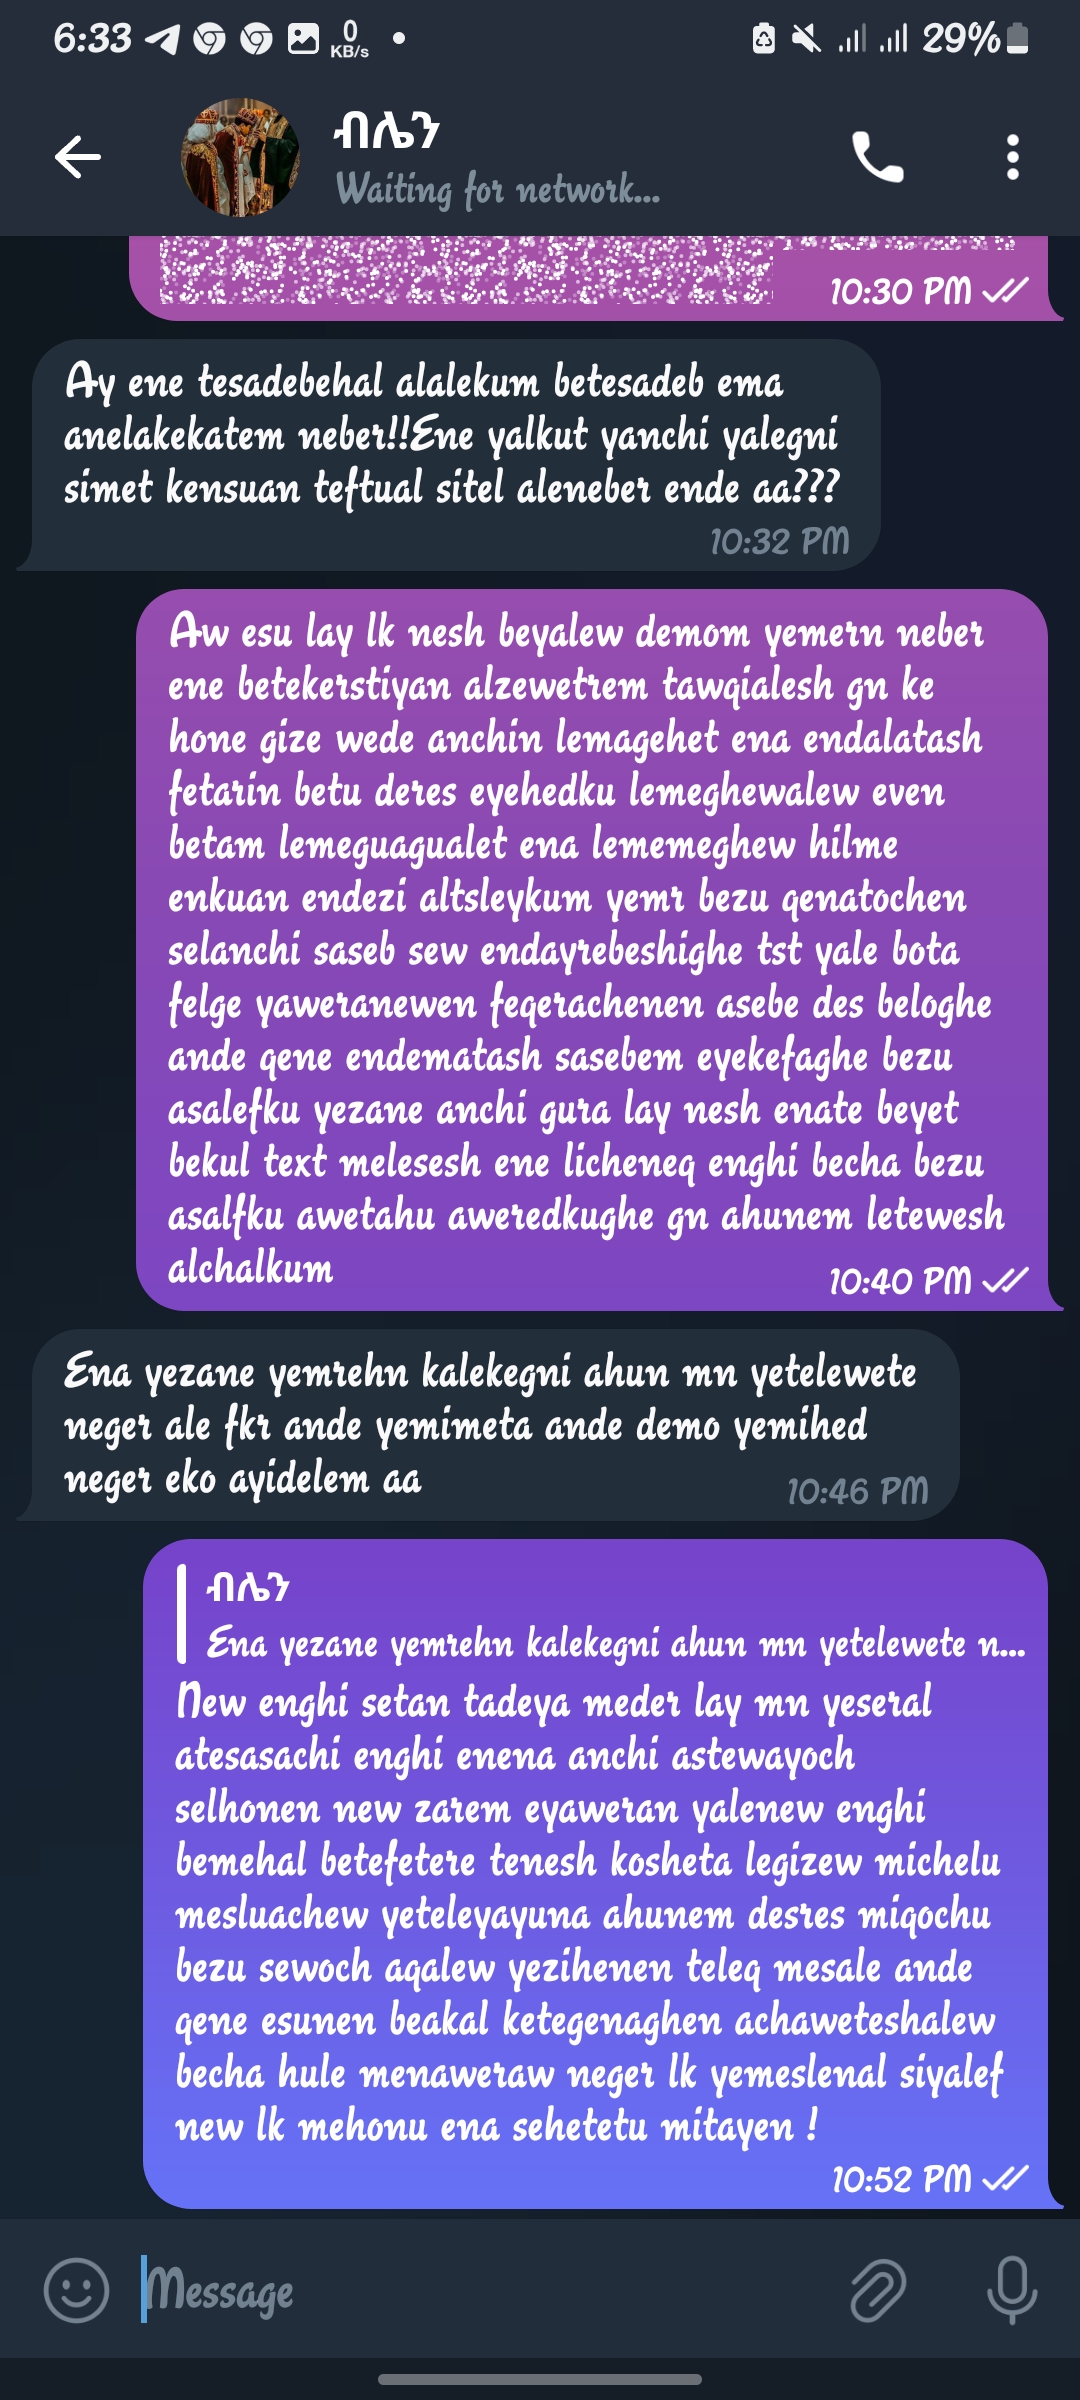 6:33 0 KB/s 29%
ብሌን
Waiting for network...
10:30 PM
Ay ene tesadebehal alalekum betesadeb ema
anelakekatem neber!!Ene yalkut yanchi yalegni
simet kensuan teftual sitel aleneber ende aa???
10:32 PM
Aw esu lay lk nesh beyalew demom yemern neber
ene betekerstiyan alzewetrem tawqialesh gn ke
hone gize wede anchin lemagehet ena endalatash
fetarin betu deres eyehedku lemeghewalew even
betam lemeguagualet ena lememeghew hilme
enkuan endezi altsleykum yemr bezu qenatochen
selanchi saseb sew endayrebeshighe tst yale bota
felge yaweranewen feqerachenen asebe des beloghe
ande qene endematash sasebem eyekefaghe bezu
asalefku yezane anchi gura lay nesh enate beyet
bekul text melesesh ene licheneq enghi becha bezu
asalfku awetahu aweredkughe gn ahunem letewesh
alchalkum
10:40 PM
Ena yezane yemrehn kalekegni ahun mn yetelewete
neger ale fkr ande yemimeta ande demo yemihed
neger eko ayidelem aa
10:46 PM
ብሌን
Ena yezane yemrehn kalekegni ahun mn yetelewete n...
New enghi setan tadeya meder lay mn yeseral
atesasachi enghi enena anchi astewayoch
selhonen new zarem eyaweran yalenew enghi
bemehal betefetere tenesh kosheta legizew michelu
mesluachew yeteleyayuna ahunem desres miqochu
bezu sewoch aqalew yezihenen teleq mesale ande
qene esunen beakal ketegenaghen achaweteshalew
becha hule menaweraw neger lk yemeslenal siyalef
new lk mehonu ena sehetetu mitayen !
10:52 PM
Message